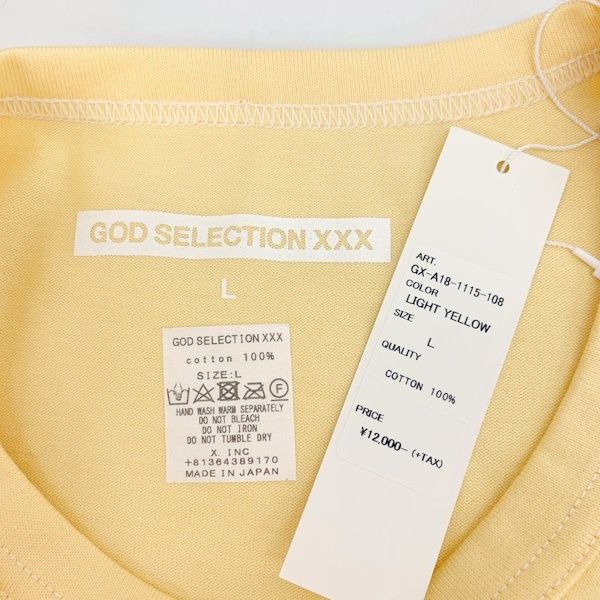 GOD SELECTION XXX
L
GOD SELECTION XXX
cotton 100%
SIZE:L
F
HAND WASH WARM SEPARATELY
DO NOT BLEACH
DO NOT IRON
DO NOT TUMBLE DRY
X. INC
+81364389170
MADE IN JAPAN
ART.
GX-A18-1115-108
COLOR
LIGHT YELLOW
SIZE
L
QUALITY
COTTON 100%
PRICE
¥12,000- (+TAX)